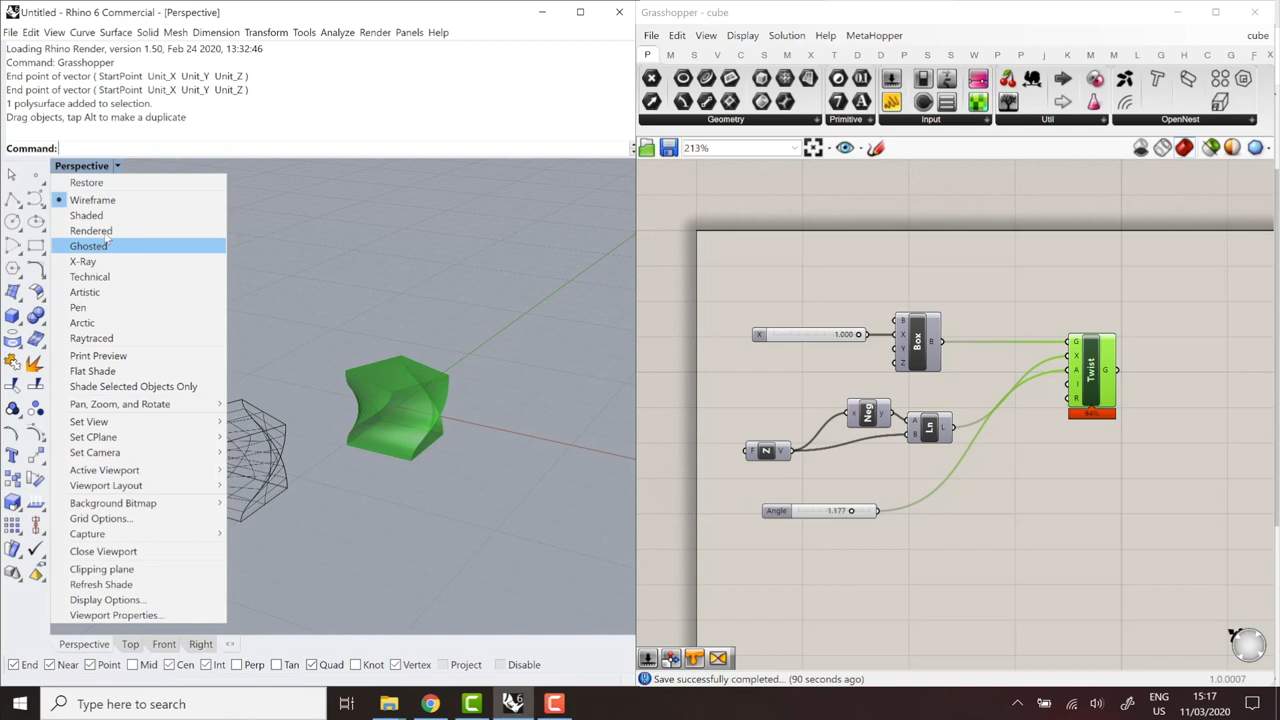 Untitled - Rhino 6 Commercial - [Perspective]
File Edit View Curve Surface Solid Mesh Dimension Transform Tools Analyze Render Panels Help
Loading Rhino Render, version 1.50, Feb 24 2020, 13:32:46
Command: Grasshopper
End point of vector ( StartPoint Unit_X Unit_Y Unit_Z )
End point of vector ( StartPoint Unit_X Unit_Y Unit_Z )
1 polysurface added to selection.
Drag objects, tap Alt to make a duplicate
Command:
Perspective
Restore
Wireframe
Shaded
Rendered
Ghosted
X-Ray
Technical
Artistic
Pen
Arctic
Raytraced
Print Preview
Flat Shade
Shade Selected Objects Only
Pan, Zoom, and Rotate
Set View
Set CPlane
Set Camera
Active Viewport
Viewport Layout
Background Bitmap
Grid Options...
Capture
Close Viewport
Clipping plane
Refresh Shade
Display Options...
Viewport Properties...
Perspective Top Front Right
End Near Point Mid Cen Int Perp Tan Quad Knot Vertex Project Disable
Grasshopper - cube
File Edit View Display Solution Help MetaHopper cube
P M S V C S M I T D P P j k B M M O G F
Geometry Primitive Input Util OpenNest
213%
X 1.000
B X Y Z Box B
G X A I R Twist G
94%
x Neg y
A B Ln L
F Z V
Angle 1.177
Save successfully completed... (90 seconds ago)
1.0.0007
Type here to search
ENG
US
15:17
11/03/2020